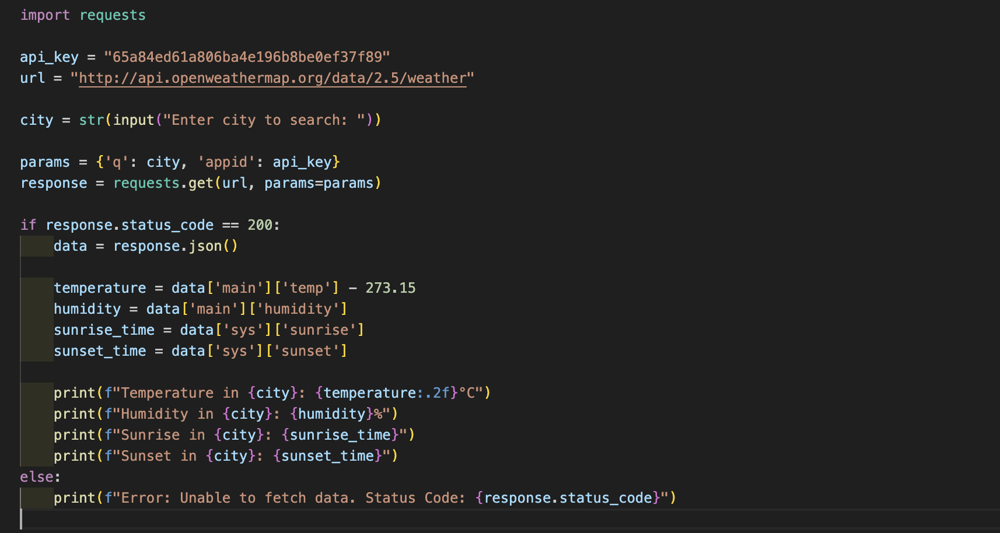 import requests
api_key = "65a84ed61a806ba4e196b8be0ef37f89"
url = "http://api.openweathermap.org/data/2.5/weather"
city = str(input("Enter city to search: "))
params = {'q': city, 'appid': api_key}
response = requests.get(url, params=params)
if response.status_code == 200:
    data = response.json()
    temperature = data['main']['temp'] - 273.15
    humidity = data['main']['humidity']
    sunrise_time = data['sys']['sunrise']
    sunset_time = data['sys']['sunset']
    print(f"Temperature in {city}: {temperature:.2f}°C")
    print(f"Humidity in {city}: {humidity}%")
    print(f"Sunrise in {city}: {sunrise_time}")
    print(f"Sunset in {city}: {sunset_time}")
else:
    print(f"Error: Unable to fetch data. Status Code: {response.status_code}")